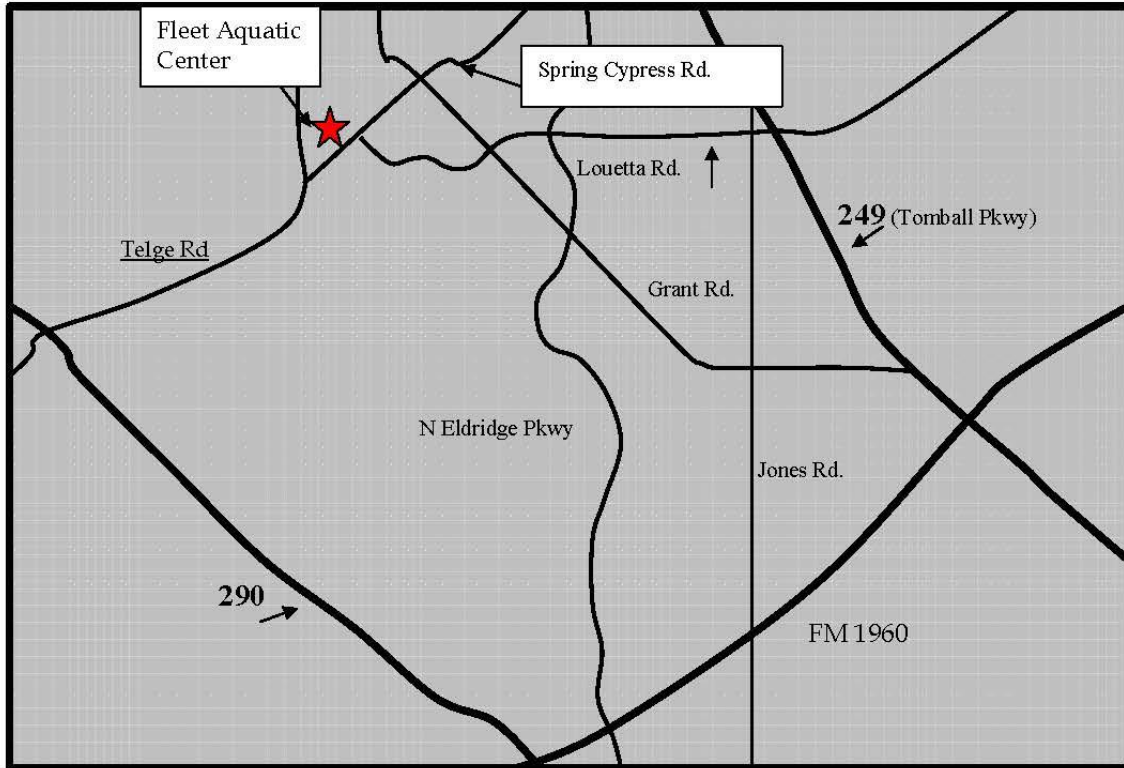 Fleet Aquatic
Center
Spring Cypress Rd.
Louetta Rd.
249 (Tomball Pkwy)
Telge Rd
Grant Rd.
N Eldridge Pkwy
Jones Rd.
290
FM 1960